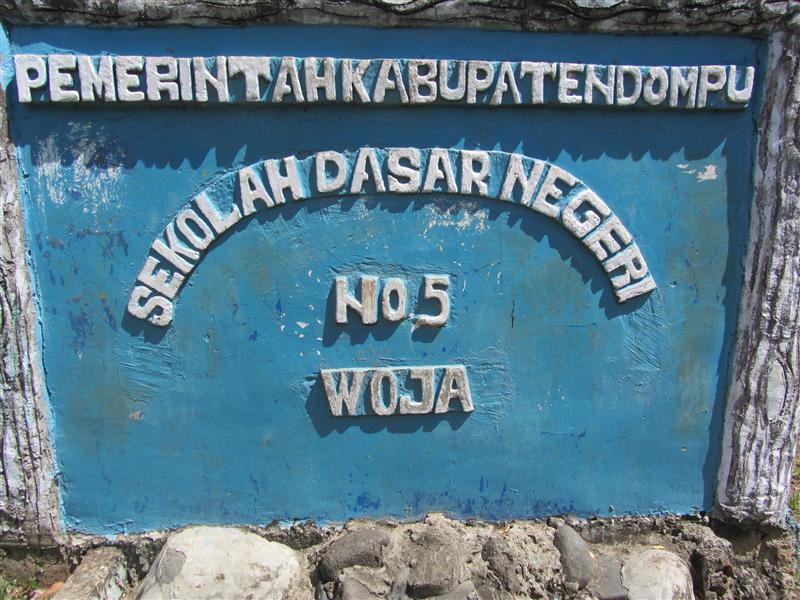 PEMERINTAH KABUPATEN DOMPU
SEKOLAH DASAR NEGERI
No 5
WOJA